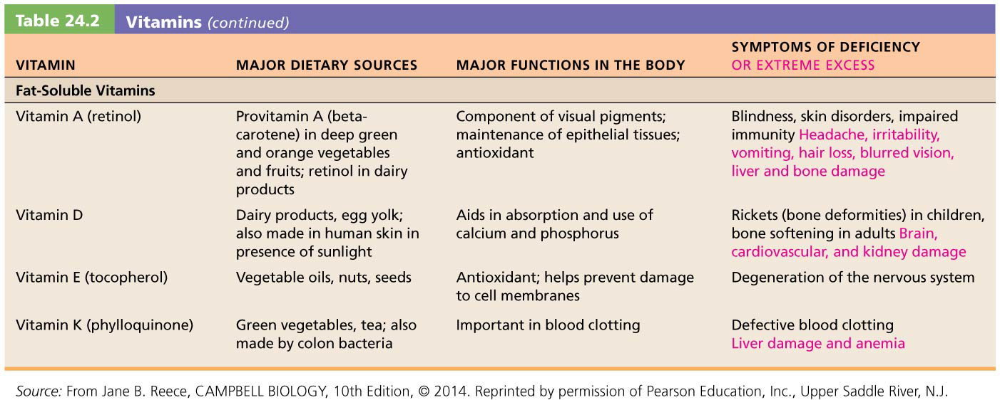 Table 24.2 Vitamins (continued)
VITAMIN
MAJOR DIETARY SOURCES
MAJOR FUNCTIONS IN THE BODY
SYMPTOMS OF DEFICIENCY
OR EXTREME EXCESS
Fat-Soluble Vitamins
Vitamin A (retinol)
Provitamin A (beta-
carotene) in deep green
and orange vegetables
and fruits; retinol in dairy
products
Component of visual pigments;
maintenance of epithelial tissues;
antioxidant
Blindness, skin disorders, impaired
immunity Headache, irritability,
vomiting, hair loss, blurred vision,
liver and bone damage
Vitamin D
Dairy products, egg yolk;
also made in human skin in
presence of sunlight
Aids in absorption and use of
calcium and phosphorus
Rickets (bone deformities) in children,
bone softening in adults Brain,
cardiovascular, and kidney damage
Vitamin E (tocopherol)
Vegetable oils, nuts, seeds
Antioxidant; helps prevent damage
to cell membranes
Degeneration of the nervous system
Vitamin K (phylloquinone)
Green vegetables, tea; also
made by colon bacteria
Important in blood clotting
Defective blood clotting
Liver damage and anemia
Source: From Jane B. Reece, CAMPBELL BIOLOGY, 10th Edition, © 2014. Reprinted by permission of Pearson Education, Inc., Upper Saddle River, N.J.